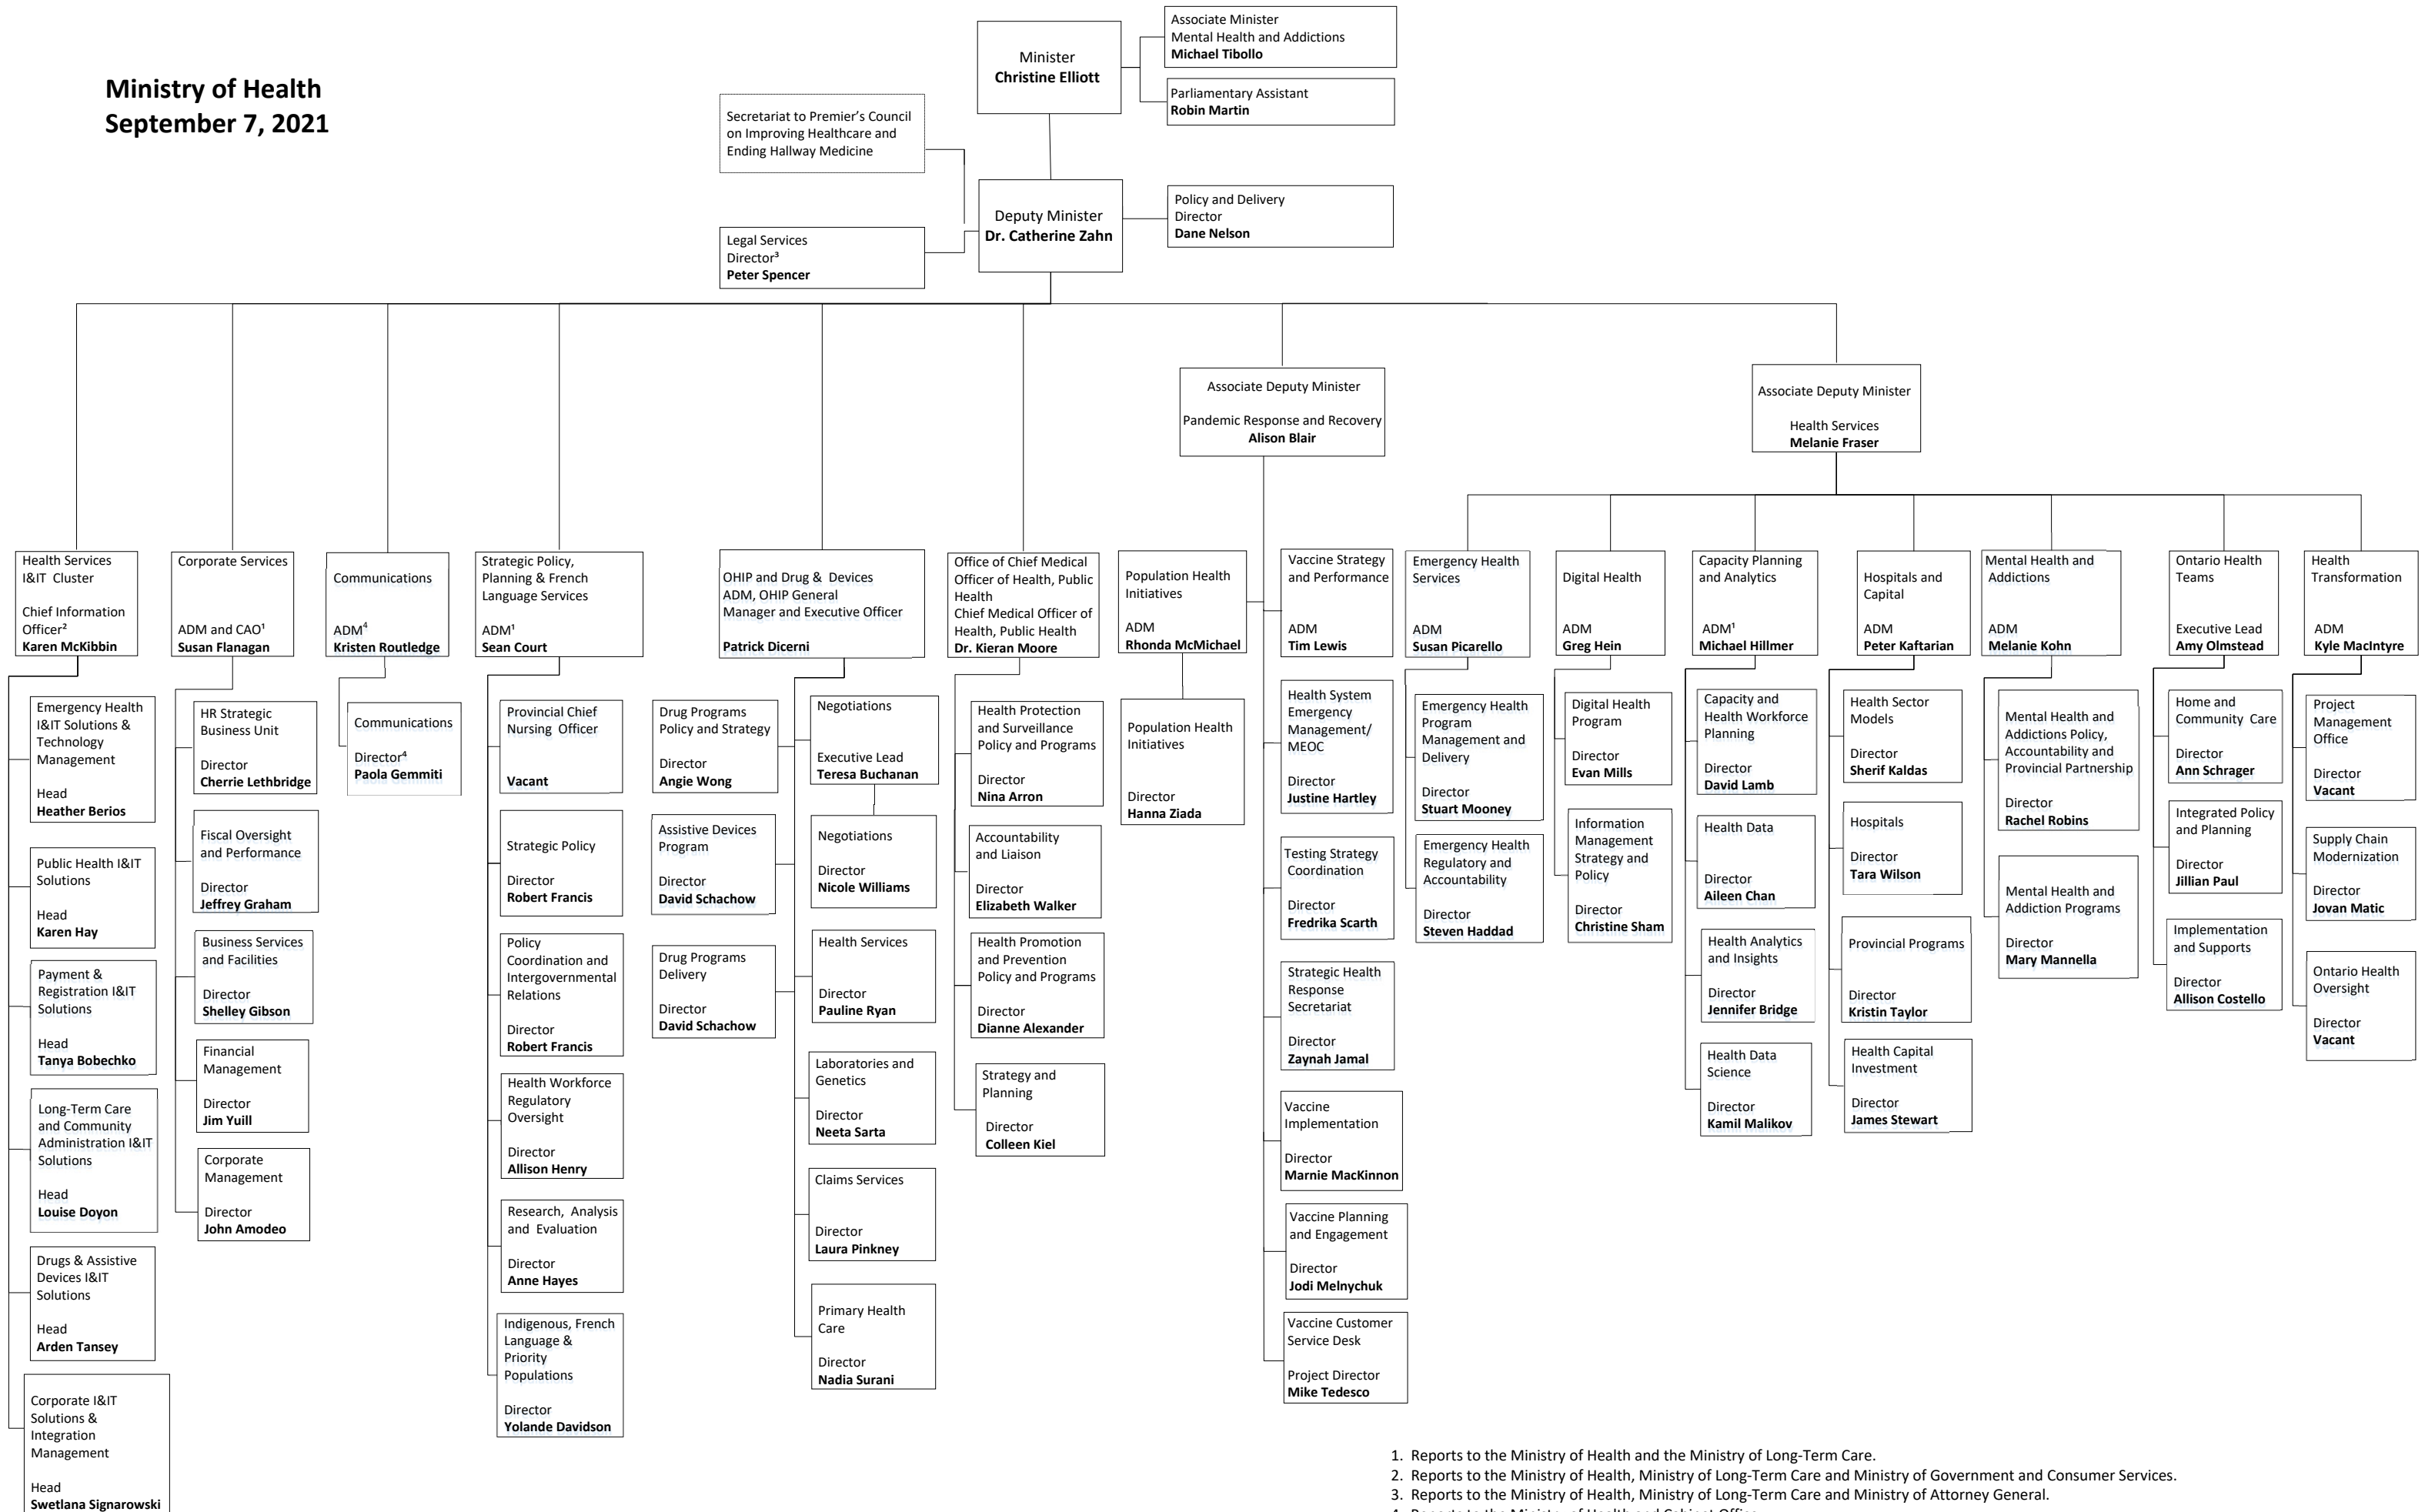 Ministry of Health
September 7, 2021
Minister
Christine Elliott
Associate Minister
Mental Health and Addictions
Michael Tibollo
Parliamentary Assistant
Robin Martin
Secretariat to Premier's Council
on Improving Healthcare and
Ending Hallway Medicine
Deputy Minister
Dr. Catherine Zahn
Policy and Delivery
Director
Dane Nelson
Legal Services
Director³
Peter Spencer
Associate Deputy Minister
Pandemic Response and Recovery
Alison Blair
Associate Deputy Minister
Health Services
Melanie Fraser
Health Services
I&IT Cluster
Chief Information
Officer²
Karen McKibbin
Emergency Health
I&IT Solutions &
Technology
Management
Head
Heather Berios
Public Health I&IT
Solutions
Head
Karen Hay
Payment &
Registration I&IT
Solutions
Head
Tanya Bobechko
Long-Term Care
and Community
Administration I&IT
Solutions
Head
Louise Doyon
Drugs & Assistive
Devices I&IT
Solutions
Head
Arden Tansey
Corporate I&IT
Solutions &
Integration
Management
Head
Swetlana Signarowski
Corporate Services
ADM and CAO¹
Susan Flanagan
HR Strategic
Business Unit
Director
Cherrie Lethbridge
Fiscal Oversight
and Performance
Director
Jeffrey Graham
Business Services
and Facilities
Director
Shelley Gibson
Financial
Management
Director
Jim Yuill
Corporate
Management
Director
John Amodeo
Communications
ADM⁴
Kristen Routledge
Communications
Director⁴
Paola Gemmiti
Strategic Policy,
Planning & French
Language Services
ADM¹
Sean Court
Provincial Chief
Nursing Officer
Vacant
Strategic Policy
Director
Robert Francis
Policy
Coordination and
Intergovernmental
Relations
Director
Robert Francis
Health Workforce
Regulatory
Oversight
Director
Allison Henry
Research, Analysis
and Evaluation
Director
Anne Hayes
Indigenous, French
Language &
Priority
Populations
Director
Yolande Davidson
OHIP and Drug & Devices
ADM, OHIP General
Manager and Executive Officer
Patrick Dicerni
Drug Programs
Policy and Strategy
Director
Angie Wong
Assistive Devices
Program
Director
David Schachow
Drug Programs
Delivery
Director
David Schachow
Negotiations
Executive Lead
Teresa Buchanan
Negotiations
Director
Nicole Williams
Health Services
Director
Pauline Ryan
Laboratories and
Genetics
Director
Neeta Sarta
Claims Services
Director
Laura Pinkney
Primary Health
Care
Director
Nadia Surani
Office of Chief Medical
Officer of Health, Public
Health
Chief Medical Officer of
Health, Public Health
Dr. Kieran Moore
Health Protection
and Surveillance
Policy and Programs
Director
Nina Arron
Accountability
and Liaison
Director
Elizabeth Walker
Health Promotion
and Prevention
Policy and Programs
Director
Dianne Alexander
Strategy and
Planning
Director
Colleen Kiel
Population Health
Initiatives
ADM
Rhonda McMichael
Population Health
Initiatives
Director
Hanna Ziada
Vaccine Strategy
and Performance
ADM
Tim Lewis
Health System
Emergency
Management/
MEOC
Director
Justine Hartley
Testing Strategy
Coordination
Director
Fredrika Scarth
Strategic Health
Response
Secretariat
Director
Zaynah Jamal
Vaccine
Implementation
Director
Marnie MacKinnon
Vaccine Planning
and Engagement
Director
Jodi Melnychuk
Vaccine Customer
Service Desk
Project Director
Mike Tedesco
Emergency Health
Services
ADM
Susan Picarello
Emergency Health
Program
Management and
Delivery
Director
Stuart Mooney
Emergency Health
Regulatory and
Accountability
Director
Steven Haddad
Digital Health
ADM
Greg Hein
Digital Health
Program
Director
Evan Mills
Information
Management
Strategy and
Policy
Director
Christine Sham
Capacity Planning
and Analytics
ADM¹
Michael Hillmer
Capacity and
Health Workforce
Planning
Director
David Lamb
Health Data
Director
Aileen Chan
Health Analytics
and Insights
Director
Jennifer Bridge
Health Data
Science
Director
Kamil Malikov
Hospitals and
Capital
ADM
Peter Kaftarian
Health Sector
Models
Director
Sherif Kaldas
Hospitals
Director
Tara Wilson
Provincial Programs
Director
Kristin Taylor
Health Capital
Investment
Director
James Stewart
Mental Health and
Addictions
ADM
Melanie Kohn
Mental Health and
Addictions Policy,
Accountability and
Provincial Partnership
Director
Rachel Robins
Mental Health and
Addiction Programs
Director
Mary Mannella
Ontario Health
Teams
Executive Lead
Amy Olmstead
Home and
Community Care
Director
Ann Schrager
Integrated Policy
and Planning
Director
Jillian Paul
Implementation
and Supports
Director
Allison Costello
Health
Transformation
ADM
Kyle MacIntyre
Project
Management
Office
Director
Vacant
Supply Chain
Modernization
Director
Jovan Matic
Ontario Health
Oversight
Director
Vacant
1. Reports to the Ministry of Health and the Ministry of Long-Term Care.
2. Reports to the Ministry of Health, Ministry of Long-Term Care and Ministry of Government and Consumer Services.
3. Reports to the Ministry of Health, Ministry of Long-Term Care and Ministry of Attorney General.
4. Reports to the Ministry of Health and Cabinet Office.